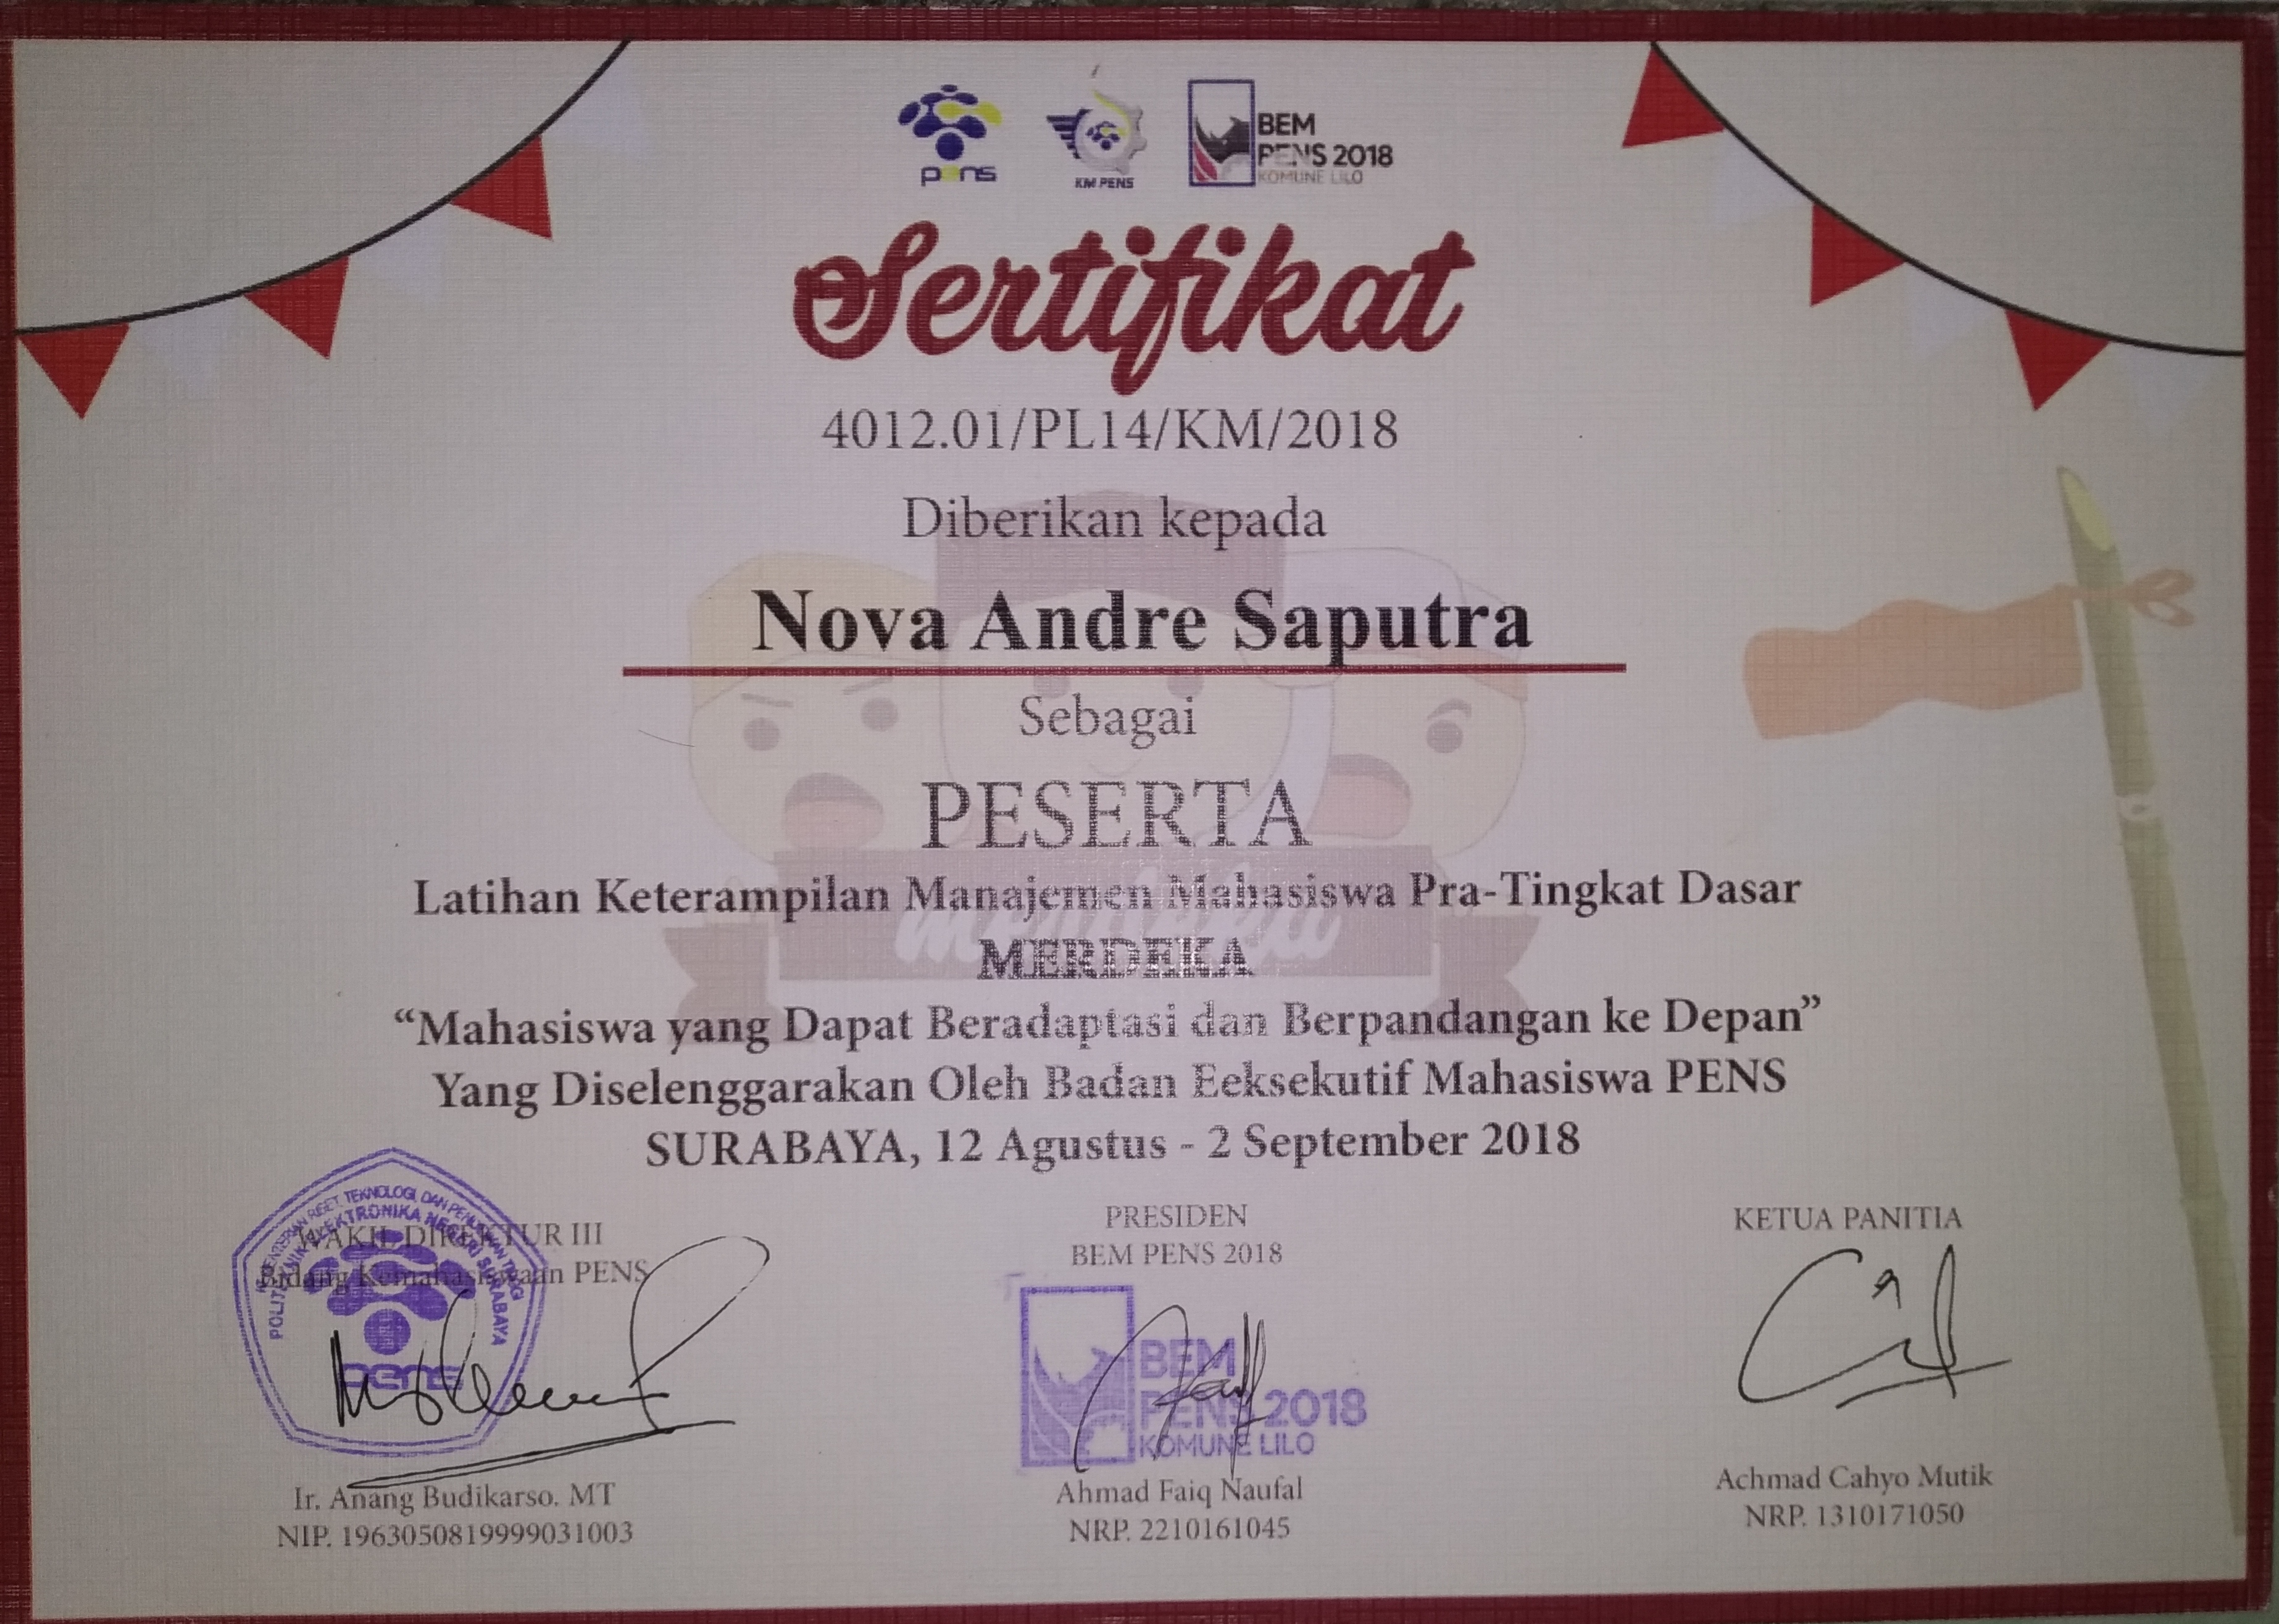 pens
KM PENS
BEM
PENS 2018
KOMUNE LILO
Sertifikat
4012.01/PL14/KM/2018
Diberikan kepada
Nova Andre Saputra
Sebagai
PESERTA
Latihan Keterampilan Manajemen Mahasiswa Pra-Tingkat Dasar
merdeka
MERDEKA
“Mahasiswa yang Dapat Beradaptasi dan Berpandangan ke Depan”
Yang Diselenggarakan Oleh Badan Eeksekutif Mahasiswa PENS
SURABAYA, 12 Agustus - 2 September 2018
WAKIL DIREKTUR III
Bidang Kemahasiswaan PENS
KEMENTERIAN RISET, TEKNOLOGI, DAN PENDIDIKAN TINGGI
POLITEKNIK ELEKTRONIKA NEGERI SURABAYA
pens
Ir. Anang Budikarso. MT
NIP. 1963050819999031003
PRESIDEN
BEM PENS 2018
BEM
PENS 2018
KOMUNE LILO
Ahmad Faiq Naufal
NRP. 2210161045
KETUA PANITIA
Achmad Cahyo Mutik
NRP. 1310171050